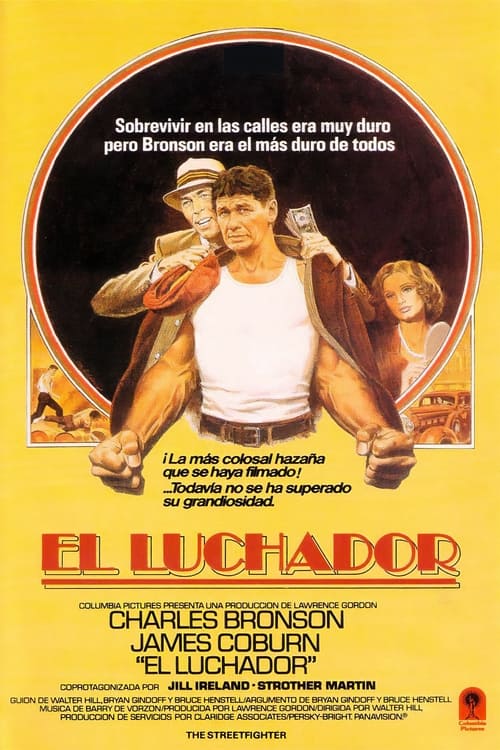 Sobrevivir en las calles era muy duro
pero Bronson era el más duro de todos
¡La más colosal hazaña
que se haya filmado!
...Todavía no se ha superado
su grandiosidad.
EL LUCHADOR
COLUMBIA PICTURES PRESENTA UNA PRODUCCION DE LAWRENCE GORDON
CHARLES BRONSON
JAMES COBURN
"EL LUCHADOR"
COPROTAGONIZADA POR JILL IRELAND · STROTHER MARTIN
GUION DE WALTER HILL, BRYAN GINDOFF Y BRUCE HENSTELL/ARGUMENTO DE BRYAN GINDOFF Y BRUCE HENSTELL
MUSICA DE BARRY DE VORZON/PRODUCIDA POR LAWRENCE GORDON/DIRIGIDA POR WALTER HILL
PRODUCCION DE SERVICIOS POR CLARIDGE ASSOCIATES/PERSKY-BRIGHT. PANAVISION.®
Columbia
Pictures
THE STREETFIGHTER